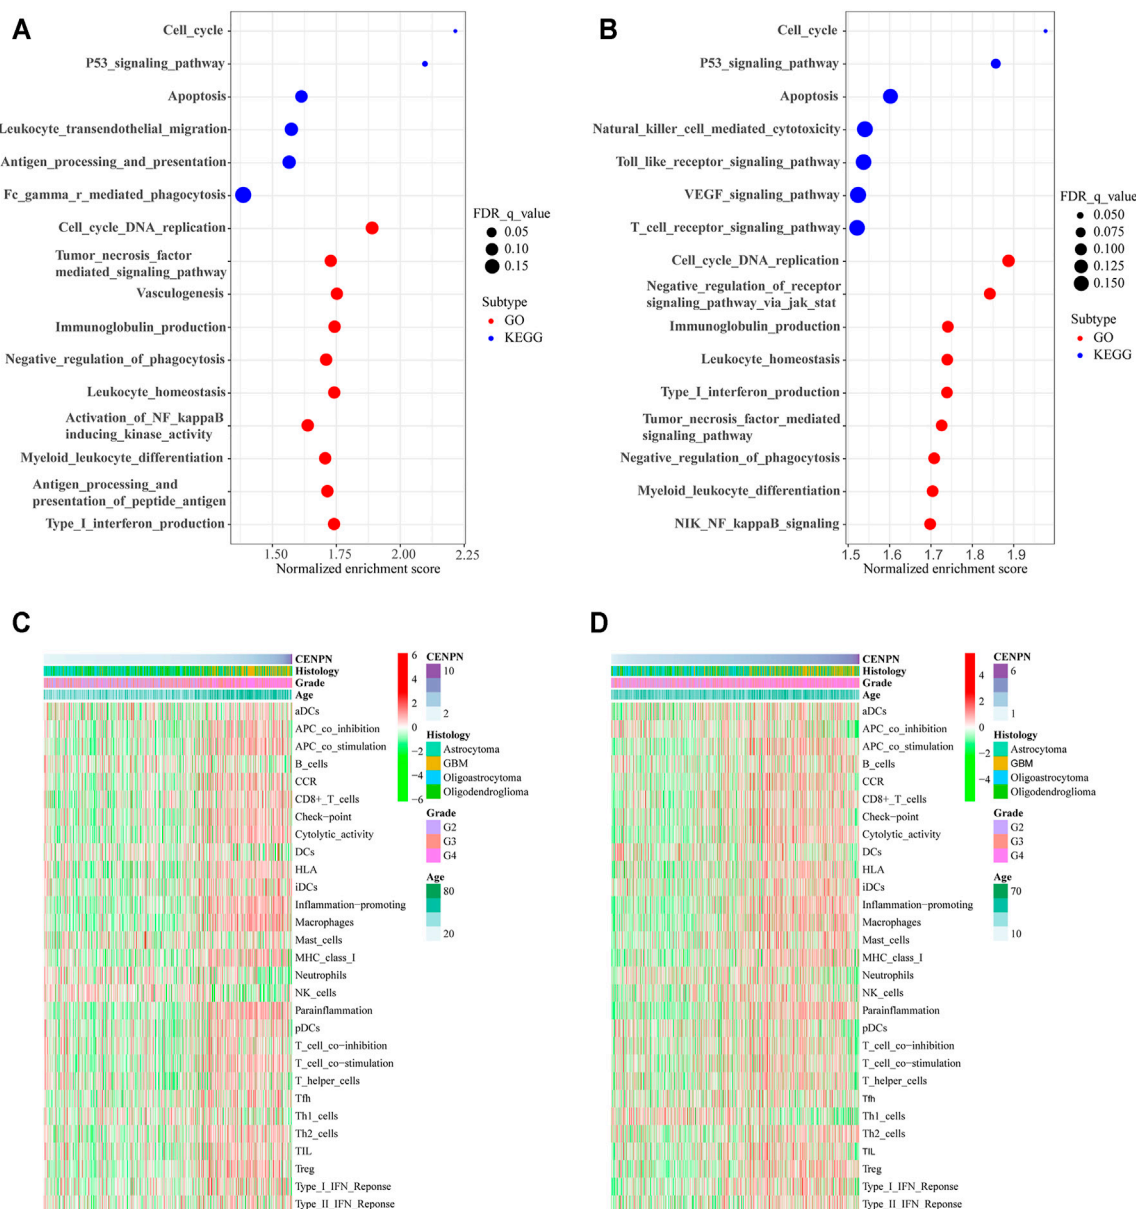 A
Cell_cycle
P53_signaling_pathway
Apoptosis
Leukocyte_transendothelial_migration
Antigen_processing_and_presentation
Fc_gamma_r_mediated_phagocytosis
Cell_cycle_DNA_replication
Tumor_necrosis_factor
mediated_signaling_pathway
Vasculogenesis
Immunoglobulin_production
Negative_regulation_of_phagocytosis
Leukocyte_homeostasis
Activation_of_NF_kappaB
inducing_kinase_activity
Myeloid_leukocyte_differentiation
Antigen_processing_and
presentation_of_peptide_antigen
Type_I_interferon_production
1.50 1.75 2.00 2.25
Normalized enrichment score
FDR_q_value
0.05
0.10
0.15
Subtype
GO
KEGG
B
Cell_cycle
P53_signaling_pathway
Apoptosis
Natural_killer_cell_mediated_cytotoxicity
Toll_like_receptor_signaling_pathway
VEGF_signaling_pathway
T_cell_receptor_signaling_pathway
Cell_cycle_DNA_replication
Negative_regulation_of_receptor
signaling_pathway_via_jak_stat
Immunoglobulin_production
Leukocyte_homeostasis
Type_I_interferon_production
Tumor_necrosis_factor_mediated
signaling_pathway
Negative_regulation_of_phagocytosis
Myeloid_leukocyte_differentiation
NIK_NF_kappaB_signaling
1.5 1.6 1.7 1.8 1.9
Normalized enrichment score
FDR_q_value
0.050
0.075
0.100
0.125
0.150
Subtype
GO
KEGG
C
CENPN
Histology
Grade
Age
aDCs
APC_co_inhibition
APC_co_stimulation
B_cells
CCR
CD8+_T_cells
Check−point
Cytolytic_activity
DCs
HLA
iDCs
Inflammation−promoting
Macrophages
Mast_cells
MHC_class_I
Neutrophils
NK_cells
Parainflammation
pDCs
T_cell_co−inhibition
T_cell_co−stimulation
T_helper_cells
Tfh
Th1_cells
Th2_cells
TIL
Treg
Type_I_IFN_Reponse
Type_II_IFN_Reponse
6
4
2
0
−2
−4
−6
CENPN
10
2
Histology
Astrocytoma
GBM
Oligoastrocytoma
Oligodendroglioma
Grade
G2
G3
G4
Age
80
20
D
CENPN
Histology
Grade
Age
aDCs
APC_co_inhibition
APC_co_stimulation
B_cells
CCR
CD8+_T_cells
Check−point
Cytolytic_activity
DCs
HLA
iDCs
Inflammation−promoting
Macrophages
Mast_cells
MHC_class_I
Neutrophils
NK_cells
Parainflammation
pDCs
T_cell_co−inhibition
T_cell_co−stimulation
T_helper_cells
Tfh
Th1_cells
Th2_cells
TIL
Treg
Type_I_IFN_Reponse
Type_II_IFN_Reponse
4
2
0
−2
−4
CENPN
6
1
Histology
Astrocytoma
GBM
Oligoastrocytoma
Oligodendroglioma
Grade
G2
G3
G4
Age
70
10